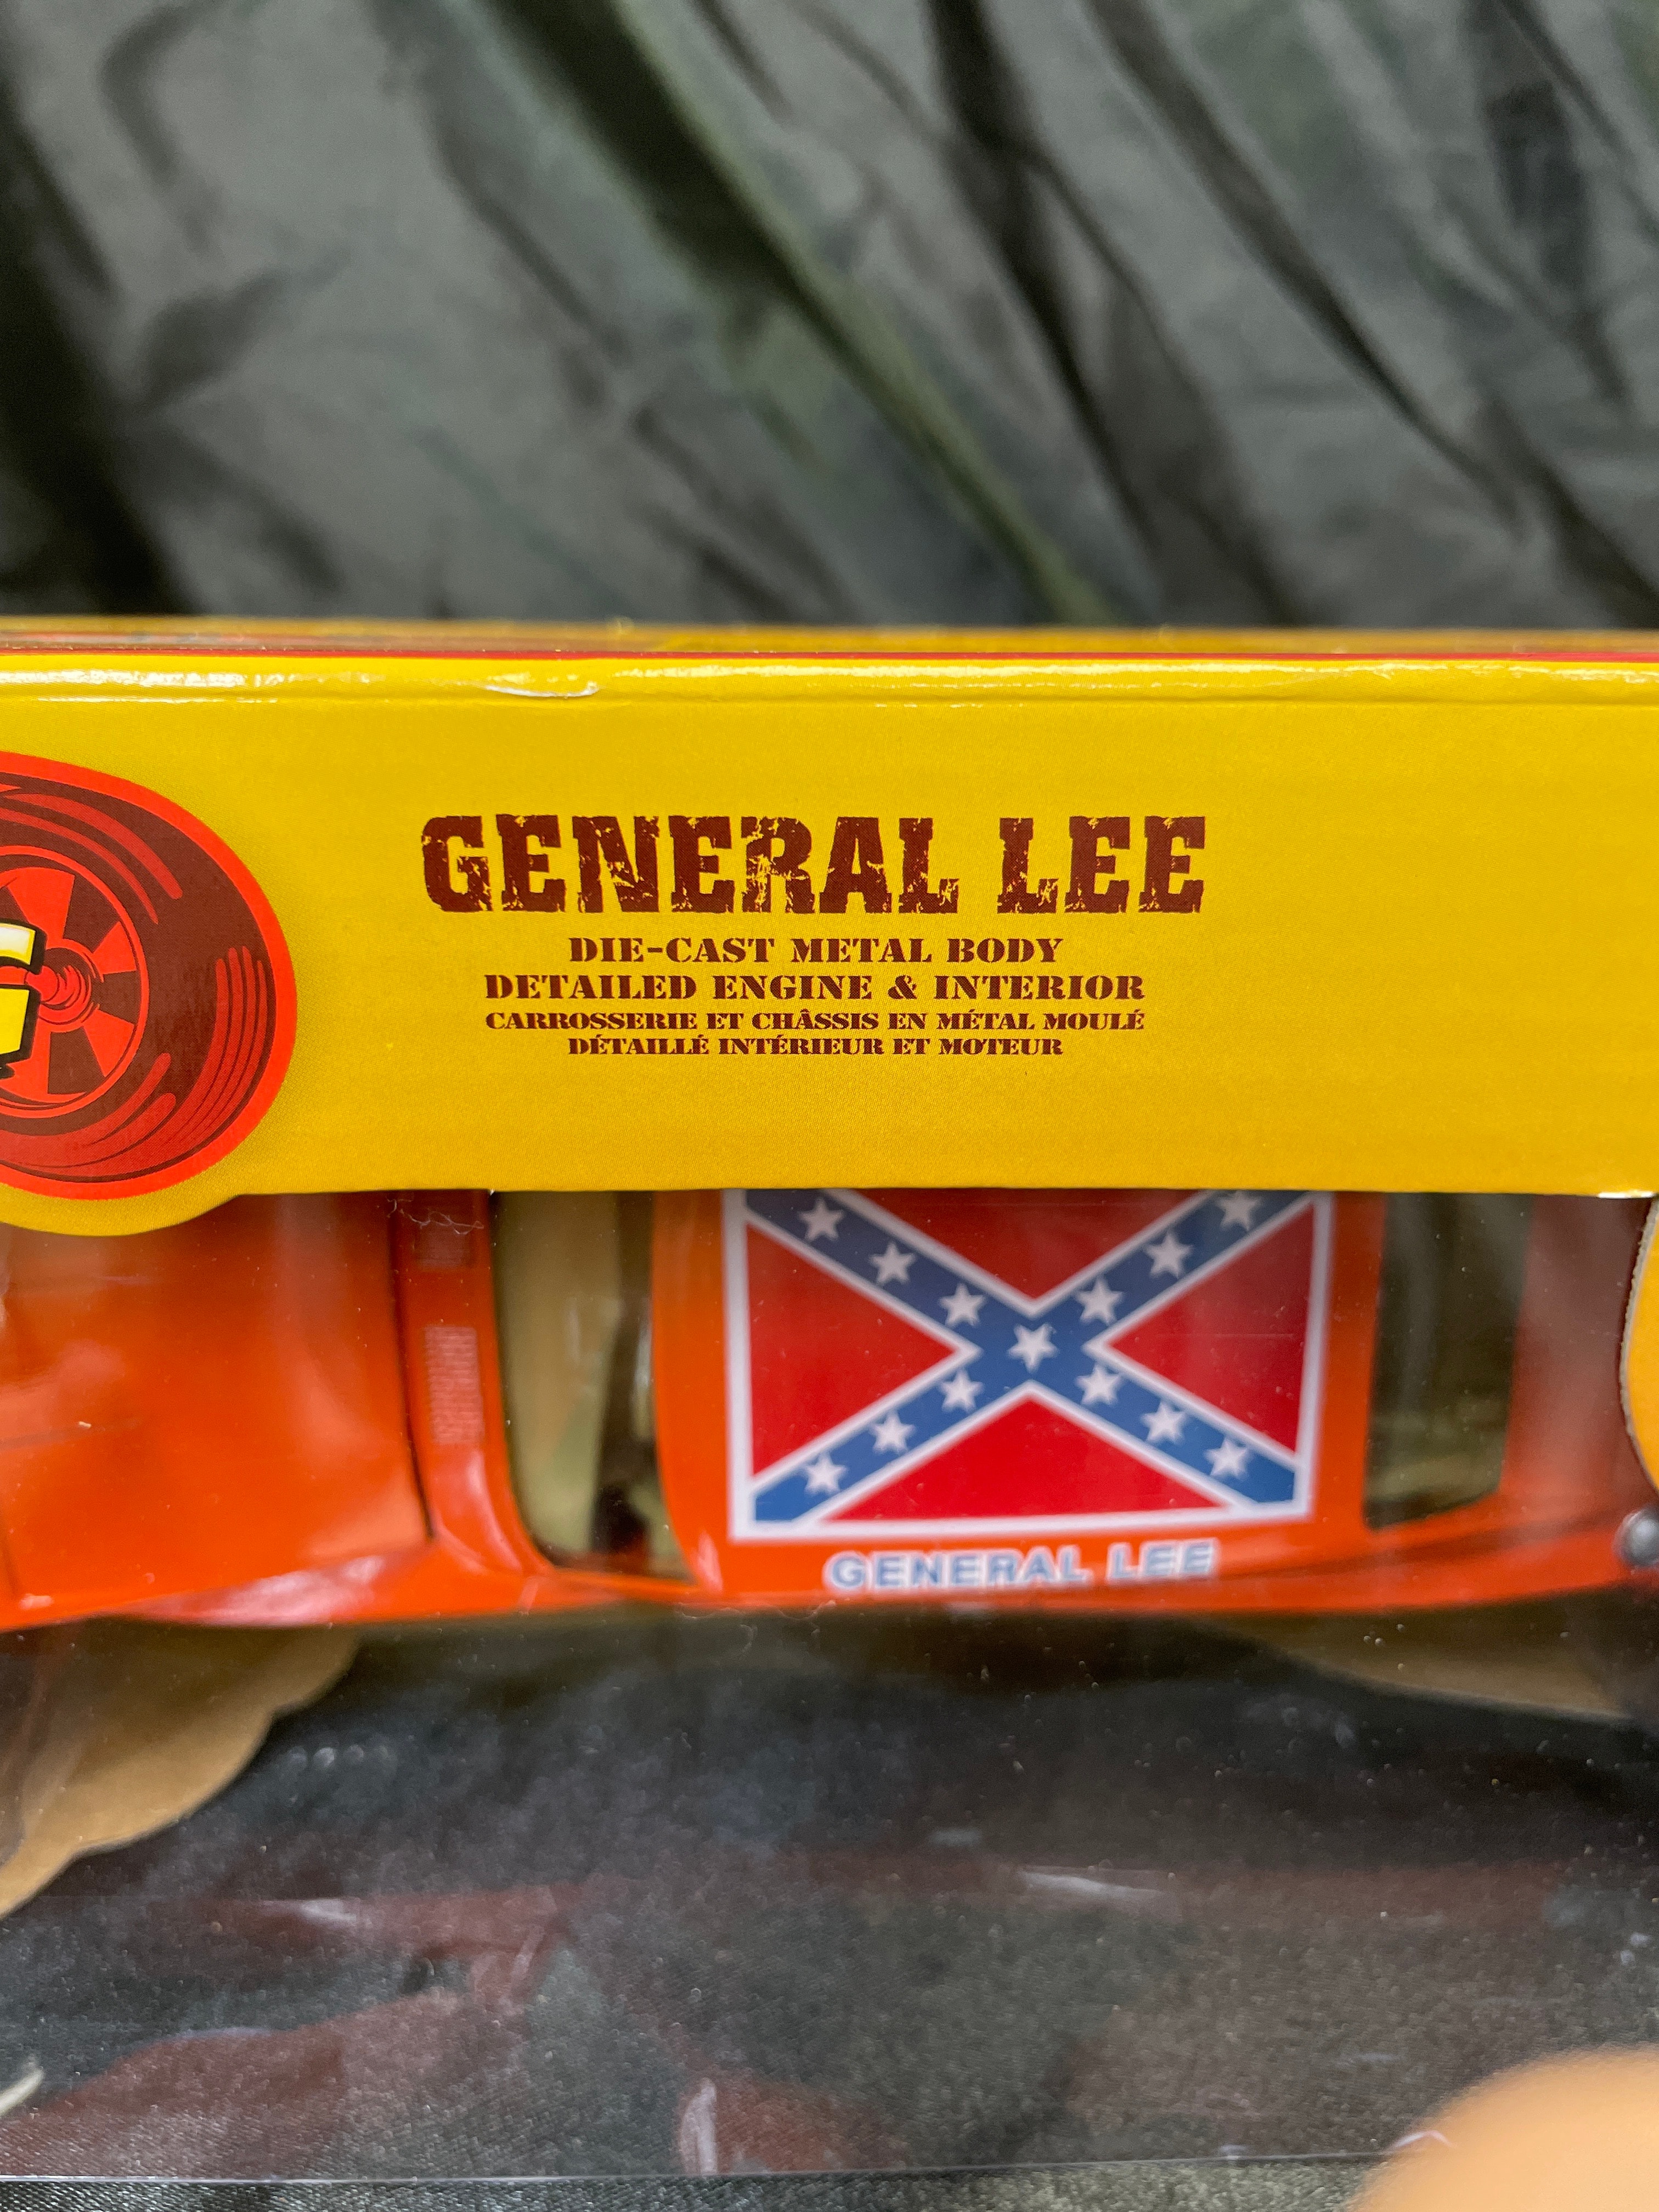 GENERAL LEE
DIE-CAST METAL BODY
DETAILED ENGINE & INTERIOR
CARROSSERIE ET CHÂSSIS EN MÉTAL MOULÉ
DÉTAILLÉ INTÉRIEUR ET MOTEUR
GENERAL LEE